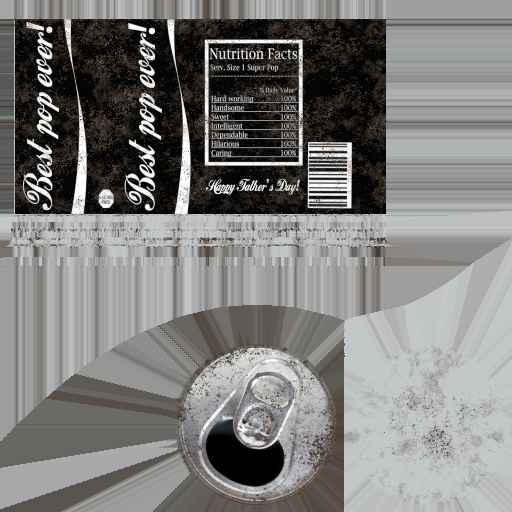 Best pop ever!
Best pop ever!
Nutrition Facts
Serv. Size 1 Super Pop
% Daily Value*
Hard working 100%
Handsome 100%
Sweet 100%
Intelligent 100%
Dependable 100%
Hilarious 100%
Caring 100%
Happy Father's Day!